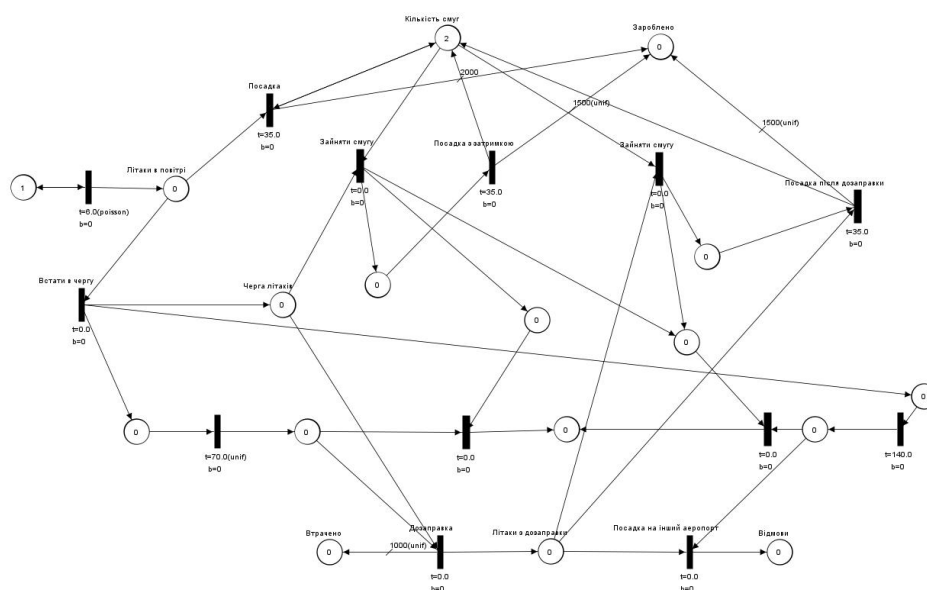 Кількість смуг
2
Зароблено
0
2000
Посадка
t=35.0
b=0
1500(unif)
1500(unif)
Зайняти смугу
t=0.0
b=0
Посадка з затримкою
t=35.0
b=0
Зайняти смугу
t=0.0
b=0
Посадка після дозаправки
t=35.0
b=0
1
t=6.0(poisson)
b=0
Літаки в повітрі
0
0
0
Встати в чергу
t=0.0
b=0
Черга літаків
0
0
0
0
0
t=70.0(unif)
b=0
0
t=0.0
b=0
0
t=0.0
b=0
0
t=140.0
b=0
Втрачено
0
1000(unif)
Дозаправка
t=0.0
b=0
Літаки з дозаправки
0
Посадка на інший аеропорт
t=0.0
b=0
Відмови
0